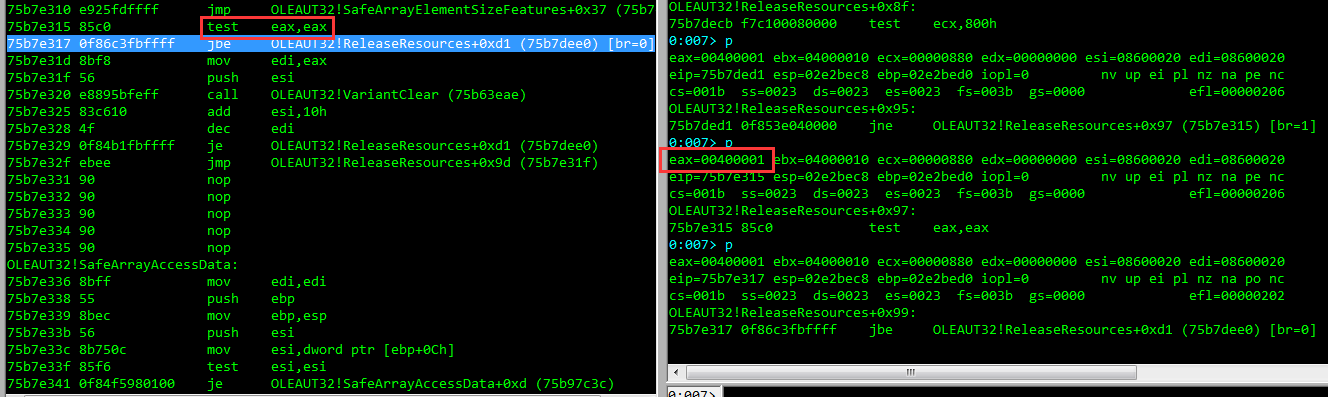 75b7e310 e925fdffff jmp OLEAUT32!SafeArrayElementSizeFeatures+0x37 (75b7
75b7e315 85c0 test eax,eax
75b7e317 0f86c3fbffff jbe OLEAUT32!ReleaseResources+0xd1 (75b7dee0) [br=0]
75b7e31d 8bf8 mov edi,eax
75b7e31f 56 push esi
75b7e320 e8895bfeff call OLEAUT32!VariantClear (75b63eae)
75b7e325 83c610 add esi,10h
75b7e328 4f dec edi
75b7e329 0f84b1fbffff je OLEAUT32!ReleaseResources+0xd1 (75b7dee0)
75b7e32f ebee jmp OLEAUT32!ReleaseResources+0x9d (75b7e31f)
75b7e331 90 nop
75b7e332 90 nop
75b7e333 90 nop
75b7e334 90 nop
75b7e335 90 nop
OLEAUT32!SafeArrayAccessData:
75b7e336 8bff mov edi,edi
75b7e338 55 push ebp
75b7e339 8bec mov ebp,esp
75b7e33b 56 push esi
75b7e33c 8b750c mov esi,dword ptr [ebp+0Ch]
75b7e33f 85f6 test esi,esi
75b7e341 0f84f5980100 je OLEAUT32!SafeArrayAccessData+0xd (75b97c3c)
OLEAUT32!ReleaseResources+0x8f:
75b7decb f7c100080000 test ecx,800h
0:007> p
eax=00400001 ebx=04000010 ecx=00000880 edx=00000000 esi=08600020 edi=08600020
eip=75b7ded1 esp=02e2bec8 ebp=02e2bed0 iopl=0 nv up ei pl nz na pe nc
cs=001b ss=0023 ds=0023 es=0023 fs=003b gs=0000 efl=00000206
OLEAUT32!ReleaseResources+0x95:
75b7ded1 0f853e040000 jne OLEAUT32!ReleaseResources+0x97 (75b7e315) [br=1]
0:007> p
eax=00400001 ebx=04000010 ecx=00000880 edx=00000000 esi=08600020 edi=08600020
eip=75b7e315 esp=02e2bec8 ebp=02e2bed0 iopl=0 nv up ei pl nz na pe nc
cs=001b ss=0023 ds=0023 es=0023 fs=003b gs=0000 efl=00000206
OLEAUT32!ReleaseResources+0x97:
75b7e315 85c0 test eax,eax
0:007> p
eax=00400001 ebx=04000010 ecx=00000880 edx=00000000 esi=08600020 edi=08600020
eip=75b7e317 esp=02e2bec8 ebp=02e2bed0 iopl=0 nv up ei pl nz na po nc
cs=001b ss=0023 ds=0023 es=0023 fs=003b gs=0000 efl=00000202
OLEAUT32!ReleaseResources+0x99:
75b7e317 0f86c3fbffff jbe OLEAUT32!ReleaseResources+0xd1 (75b7dee0) [br=0]
0:007>